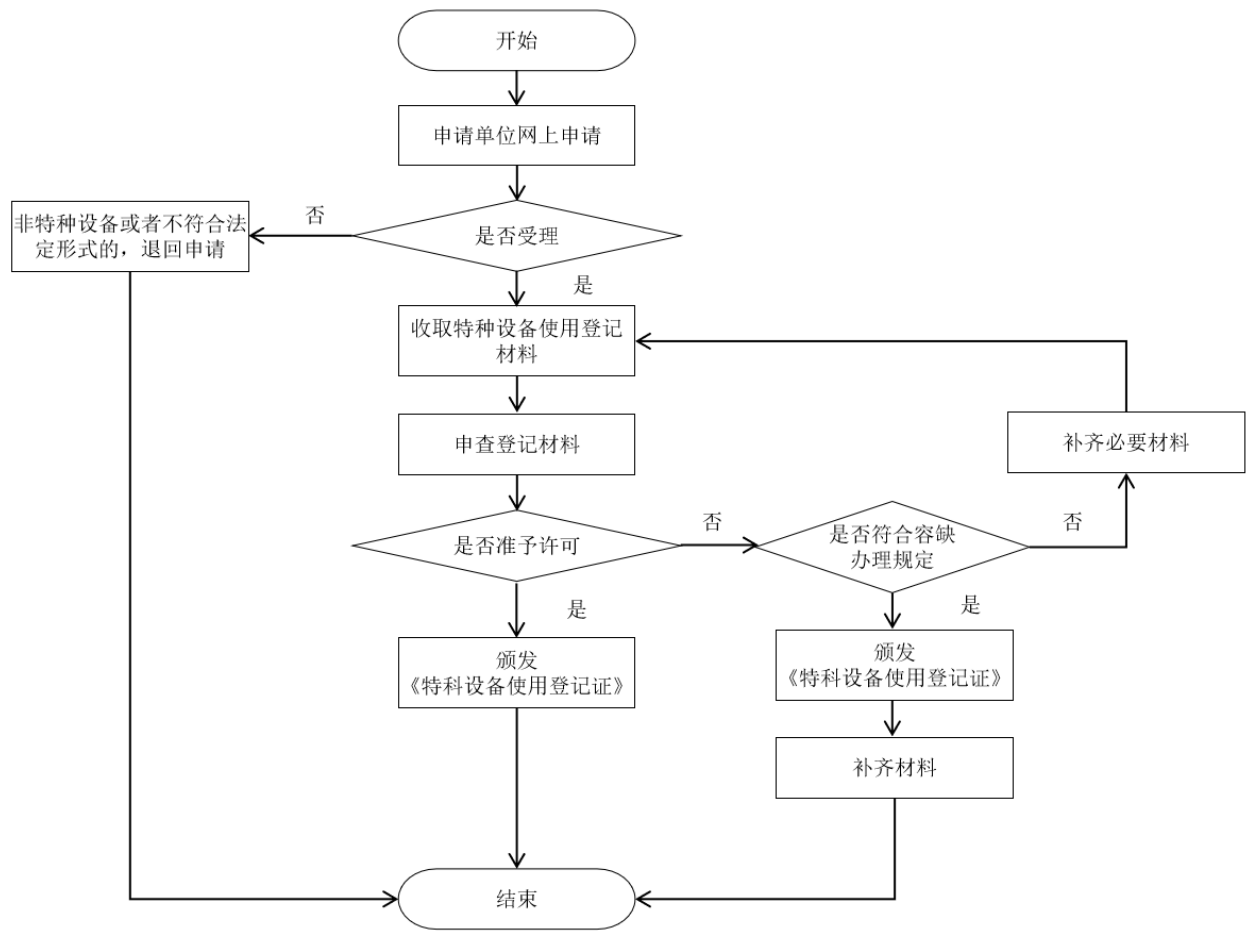 开始
申请单位网上申请
是否受理
否
非特种设备或者不符合法
定形式的，退回申请
是
收取特种设备使用登记
材料
申查登记材料
补齐必要材料
是否准予许可
否
是否符合容缺
办理规定
否
是
颁发
《特科设备使用登记证》
是
颁发
《特科设备使用登记证》
补齐材料
结束